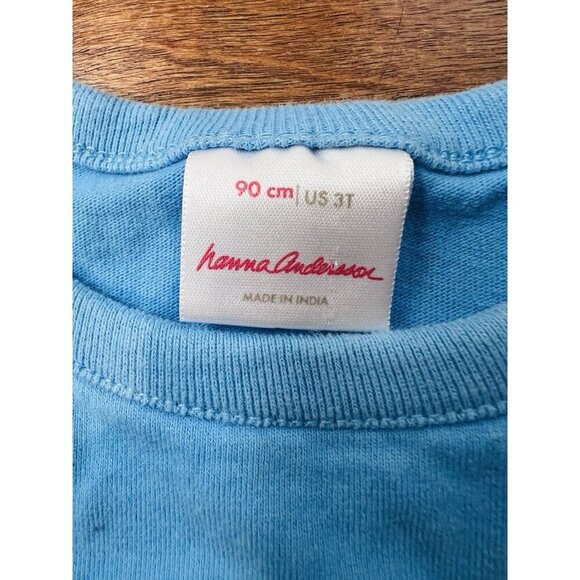 90 cm | US 3T
hanna andersson
MADE IN INDIA